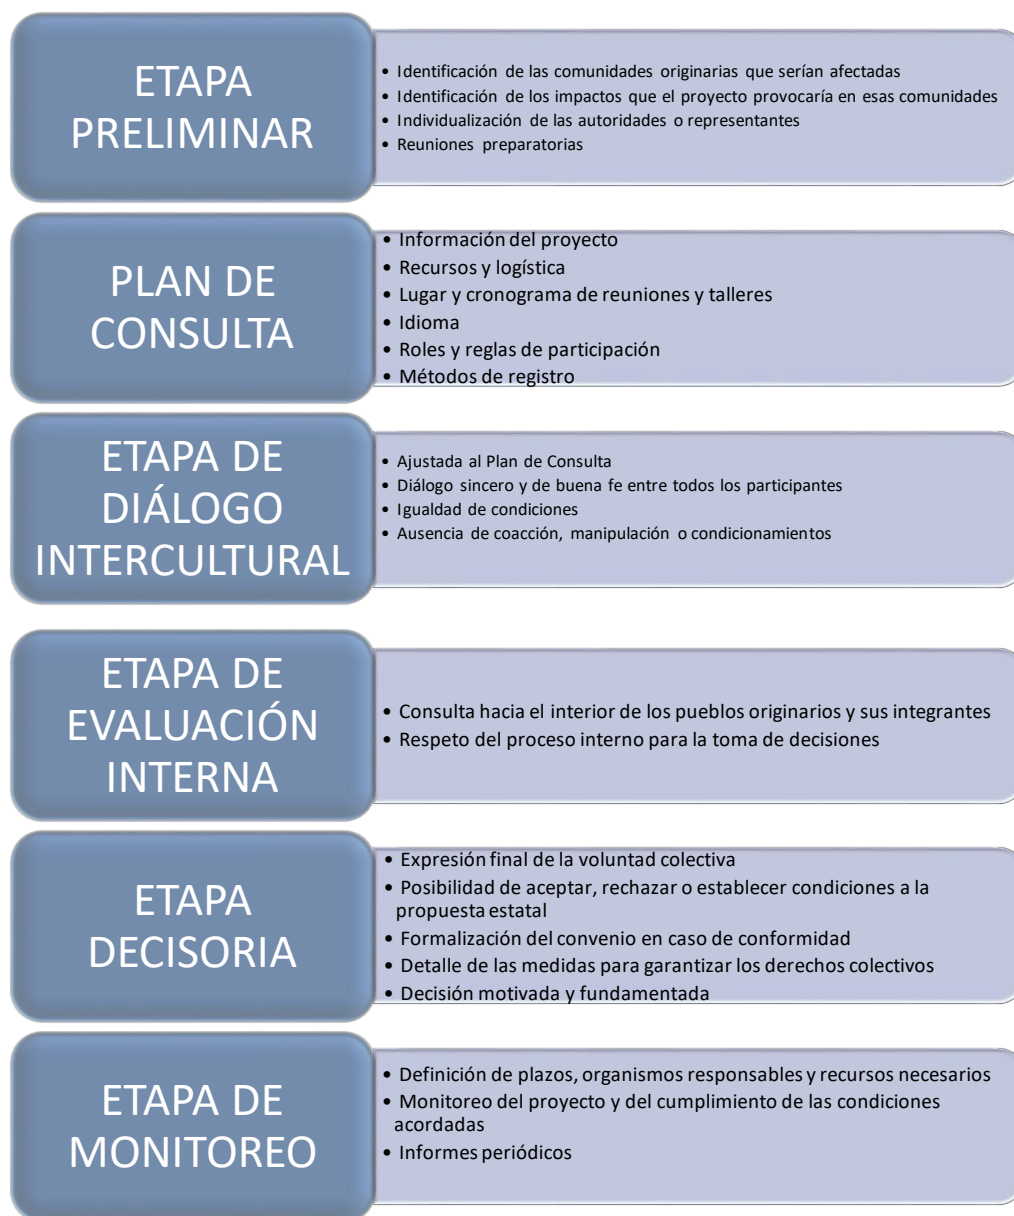 ETAPA
PRELIMINAR
• Identificación de las comunidades originarias que serían afectadas
• Identificación de los impactos que el proyecto provocaría en esas comunidades
• Individualización de las autoridades o representantes
• Reuniones preparatorias
PLAN DE
CONSULTA
• Información del proyecto
• Recursos y logística
• Lugar y cronograma de reuniones y talleres
• Idioma
• Roles y reglas de participación
• Métodos de registro
ETAPA DE
DIÁLOGO
INTERCULTURAL
• Ajustada al Plan de Consulta
• Diálogo sincero y de buena fe entre todos los participantes
• Igualdad de condiciones
• Ausencia de coacción, manipulación o condicionamientos
ETAPA DE
EVALUACIÓN
INTERNA
• Consulta hacia el interior de los pueblos originarios y sus integrantes
• Respeto del proceso interno para la toma de decisiones
ETAPA
DECISORIA
• Expresión final de la voluntad colectiva
• Posibilidad de aceptar, rechazar o establecer condiciones a la
propuesta estatal
• Formalización del convenio en caso de conformidad
• Detalle de las medidas para garantizar los derechos colectivos
• Decisión motivada y fundamentada
ETAPA DE
MONITOREO
• Definición de plazos, organismos responsables y recursos necesarios
• Monitoreo del proyecto y del cumplimiento de las condiciones
acordadas
• Informes periódicos